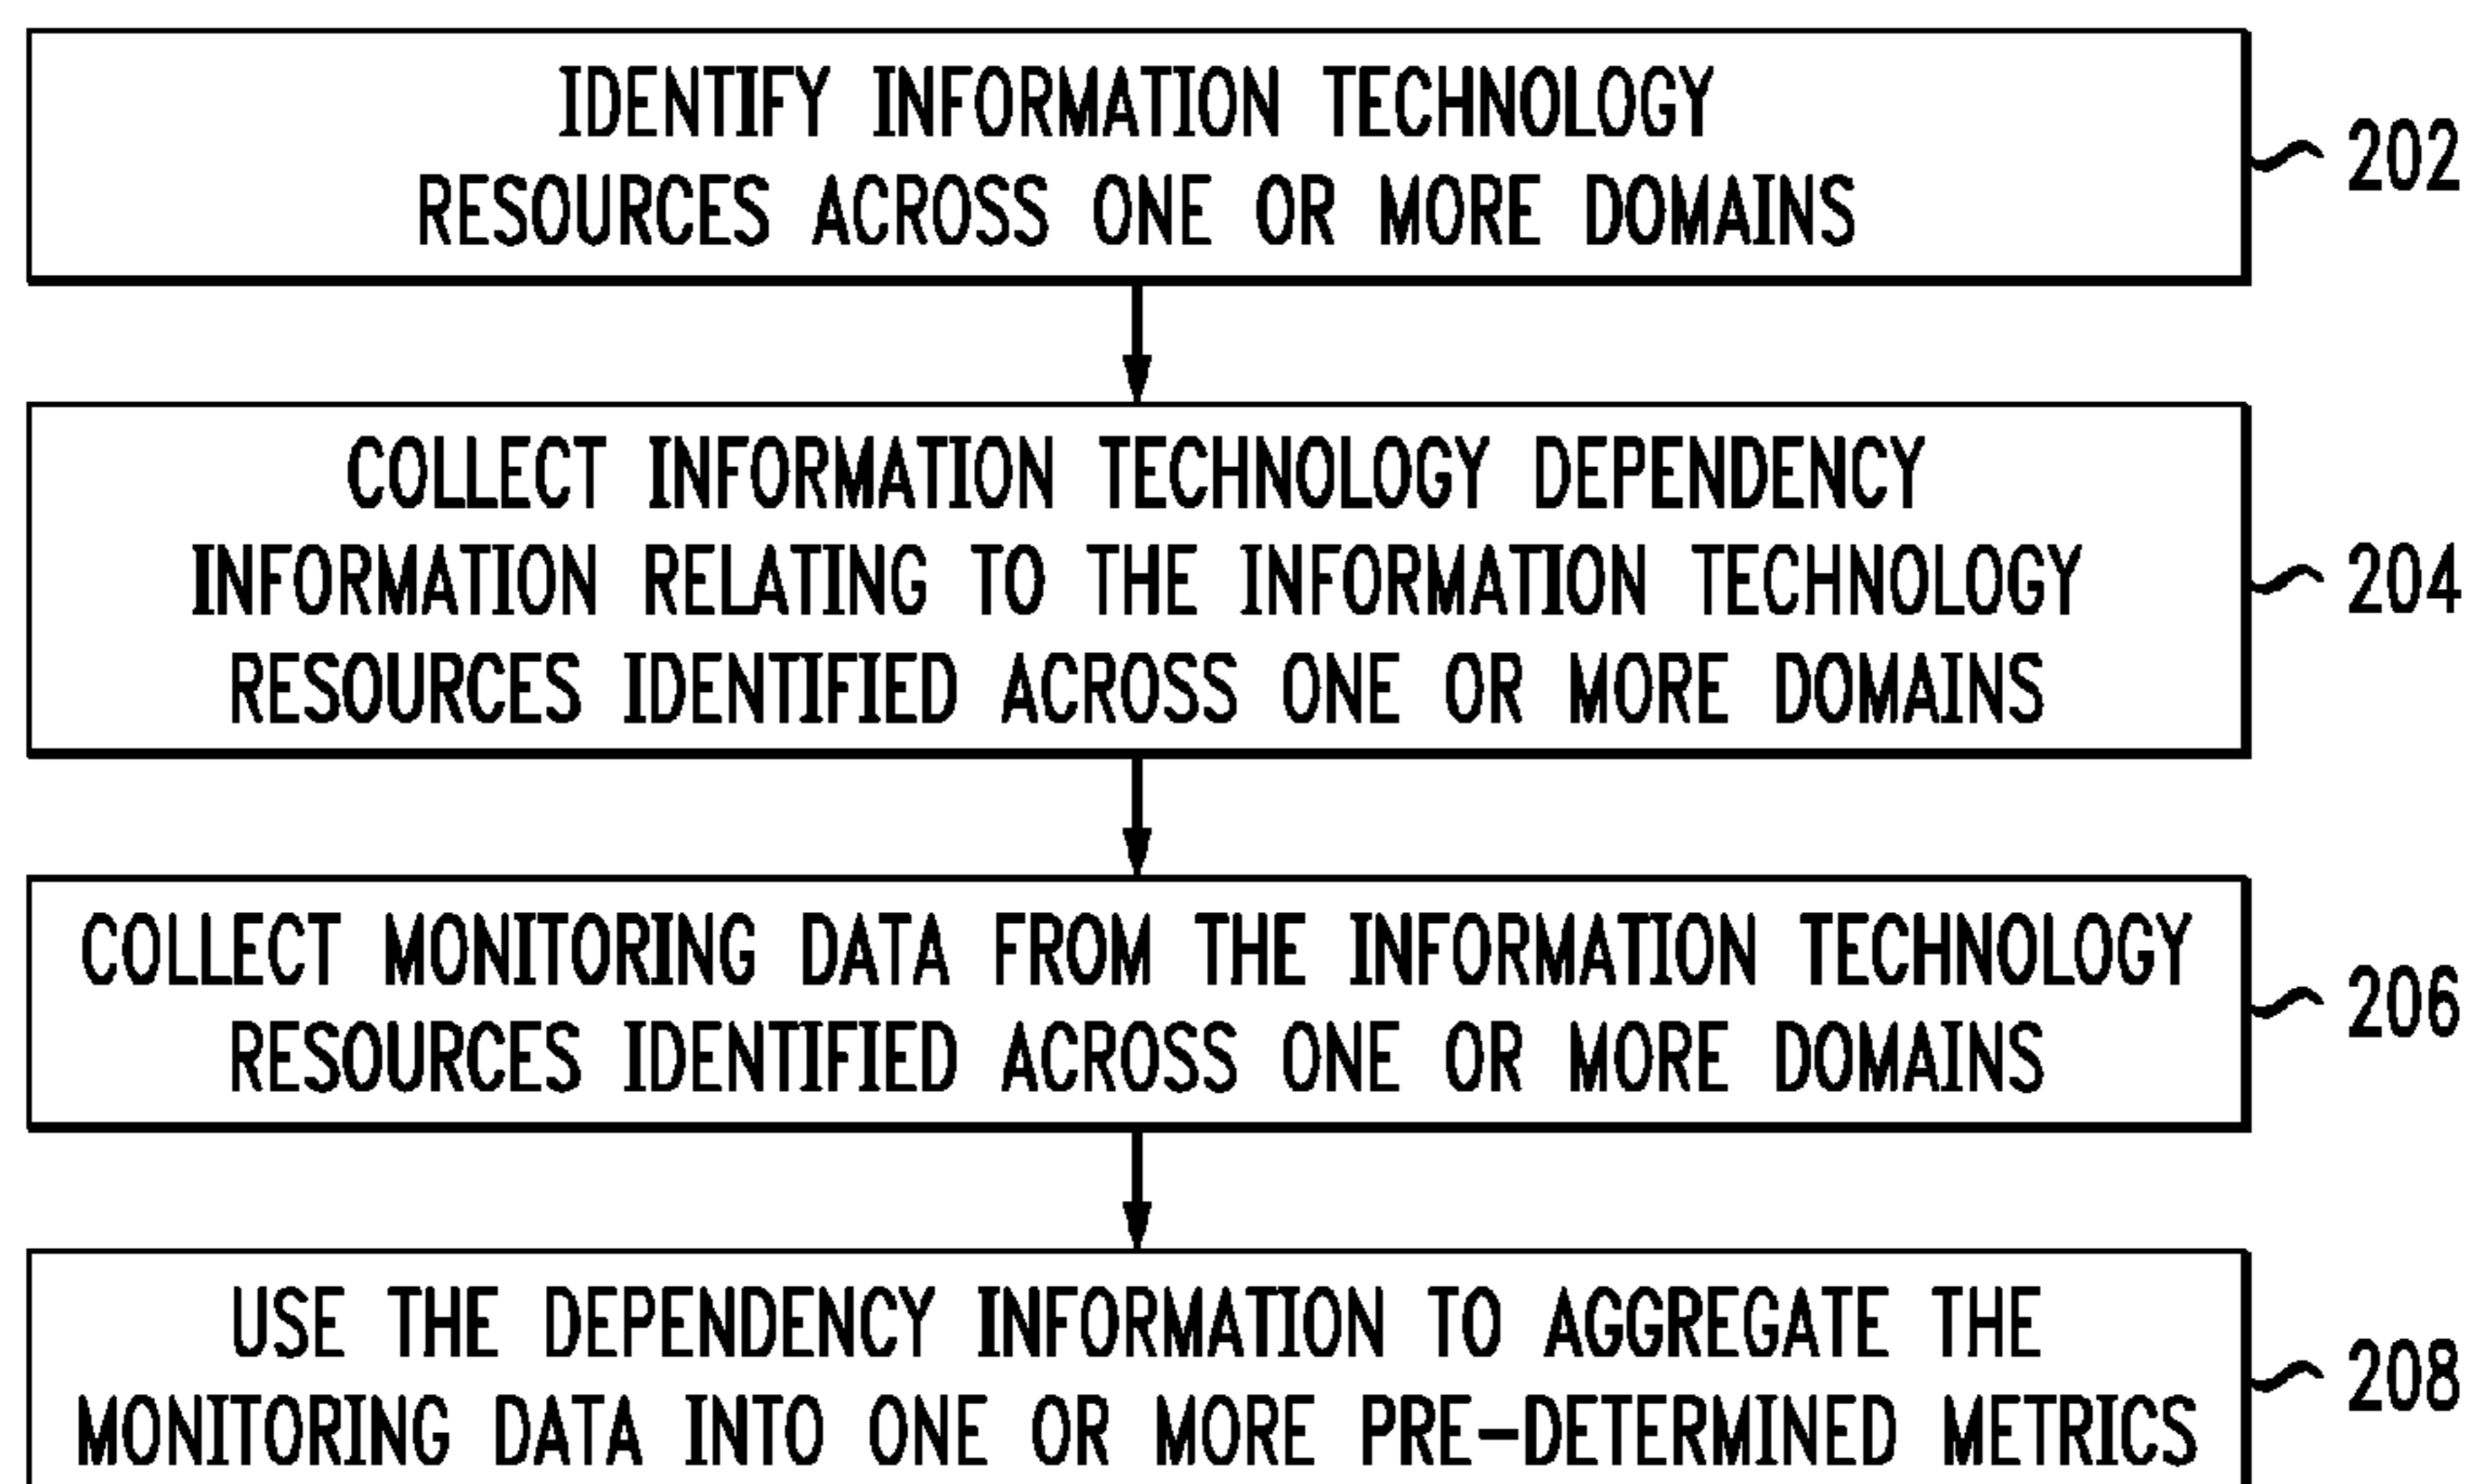 IDENTIFY INFORMATION TECHNOLOGY
RESOURCES ACROSS ONE OR MORE DOMAINS
202
COLLECT INFORMATION TECHNOLOGY DEPENDENCY
INFORMATION RELATING TO THE INFORMATION TECHNOLOGY
RESOURCES IDENTIFIED ACROSS ONE OR MORE DOMAINS
204
COLLECT MONITORING DATA FROM THE INFORMATION TECHNOLOGY
RESOURCES IDENTIFIED ACROSS ONE OR MORE DOMAINS
206
USE THE DEPENDENCY INFORMATION TO AGGREGATE THE
MONITORING DATA INTO ONE OR MORE PRE-DETERMINED METRICS
208